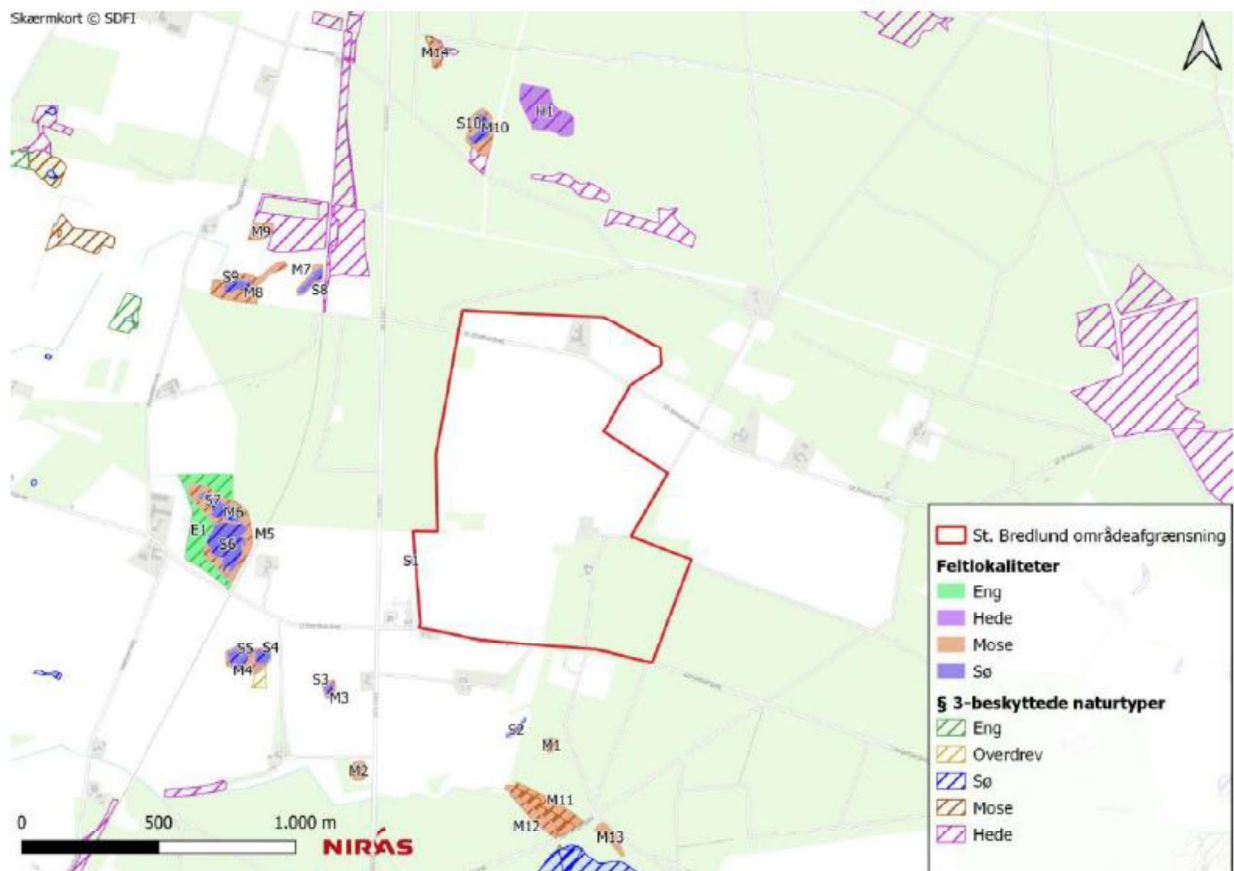 Skærmkort © SDFI
M14
S10
M10
H1
M9
M7
S9
M8
S8
S7
M6
E1
M5
S6
S1
S5
S4
M4
S3
M3
S2
M1
M2
M11
M12
M13
St. Bredlund områdeafgrænsning
Feltlokaliteter
Eng
Hede
Mose
Sø
§ 3-beskyttede naturtyper
Eng
Overdrev
Sø
Mose
Hede
0 500 1.000 m
NIRAS